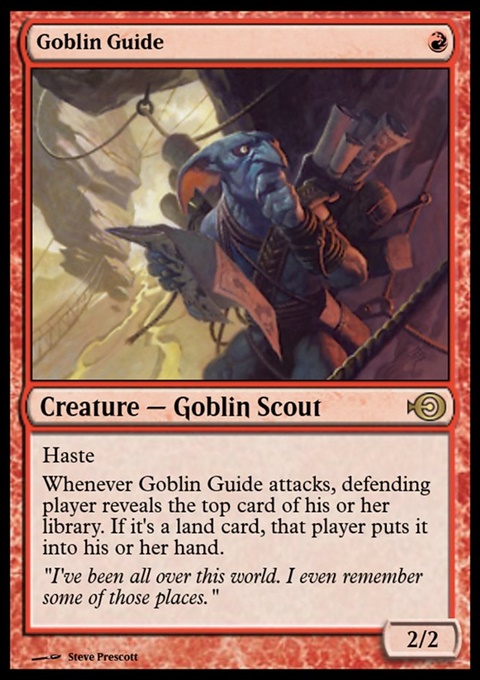 Goblin Guide
Creature — Goblin Scout
Haste
Whenever Goblin Guide attacks, defending
player reveals the top card of his or her
library. If it's a land card, that player puts it
into his or her hand.
"I've been all over this world. I even remember
some of those places."
2/2
Steve Prescott